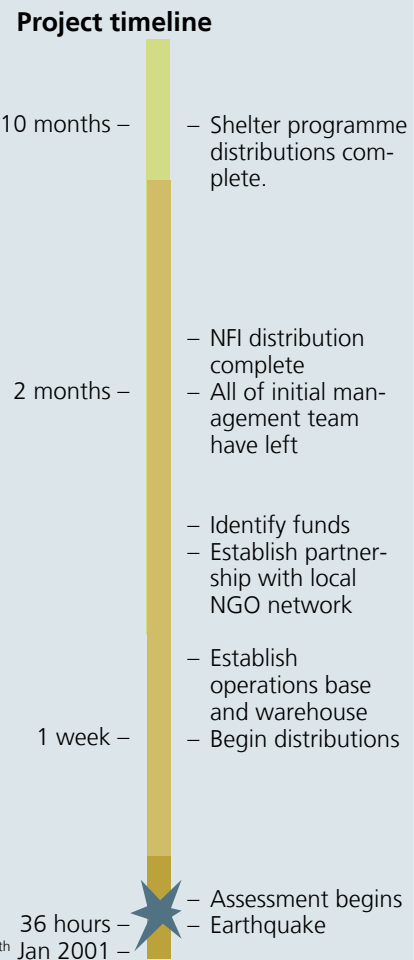 Project timeline
10 months –
– Shelter programme
distributions com-
plete.
– NFI distribution
complete
2 months –
– All of initial man-
agement team
have left
– Identify funds
– Establish partner-
ship with local
NGO network
– Establish
operations base
and warehouse
1 week –
– Begin distributions
– Assessment begins
36 hours –
– Earthquake
th Jan 2001 –